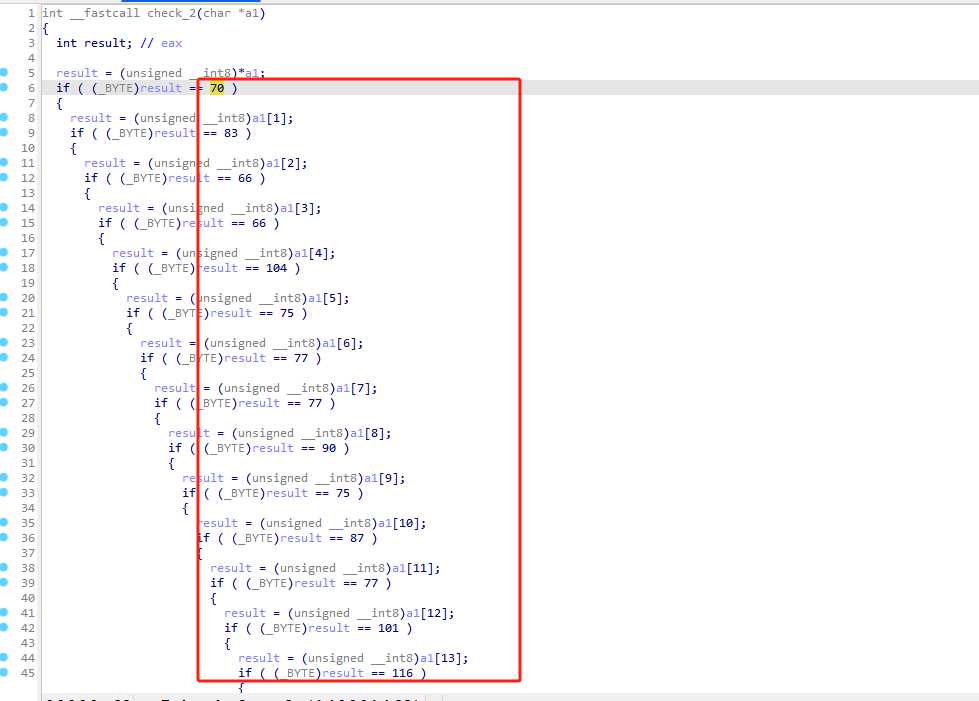 1 int __fastcall check_2(char *a1)
2 {
3 int result; // eax
4
5 result = (unsigned __int8)*a1;
6 if ( (_BYTE)result == 70 )
7 {
8 result = (unsigned __int8)a1[1];
9 if ( (_BYTE)result == 83 )
10 {
11 result = (unsigned __int8)a1[2];
12 if ( (_BYTE)result == 66 )
13 {
14 result = (unsigned __int8)a1[3];
15 if ( (_BYTE)result == 66 )
16 {
17 result = (unsigned __int8)a1[4];
18 if ( (_BYTE)result == 104 )
19 {
20 result = (unsigned __int8)a1[5];
21 if ( (_BYTE)result == 75 )
22 {
23 result = (unsigned __int8)a1[6];
24 if ( (_BYTE)result == 77 )
25 {
26 result = (unsigned __int8)a1[7];
27 if ( (_BYTE)result == 77 )
28 {
29 result = (unsigned __int8)a1[8];
30 if ( (_BYTE)result == 90 )
31 {
32 result = (unsigned __int8)a1[9];
33 if ( (_BYTE)result == 75 )
34 {
35 result = (unsigned __int8)a1[10];
36 if ( (_BYTE)result == 87 )
37 {
38 result = (unsigned __int8)a1[11];
39 if ( (_BYTE)result == 77 )
40 {
41 result = (unsigned __int8)a1[12];
42 if ( (_BYTE)result == 101 )
43 {
44 result = (unsigned __int8)a1[13];
45 if ( (_BYTE)result == 116 )
{